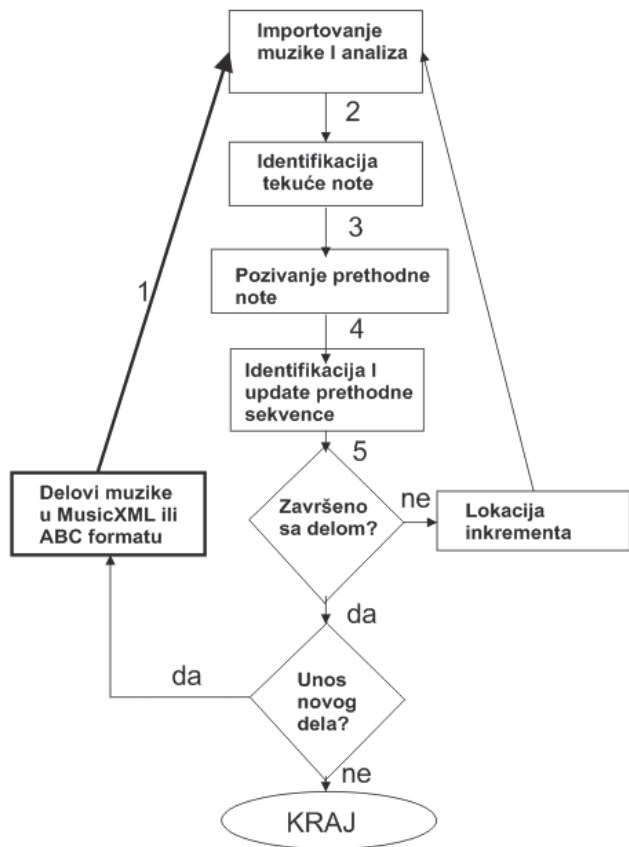 Importovanje
muzike I analiza
2
Identifikacija
tekuće note
3
1
Pozivanje prethodne
note
4
Identifikacija I
update prethodne
sekvence
5
Delovi muzike
u MusicXML ili
ABC formatu
Završeno
sa delom?
ne
Lokacija
inkrementa
da
da
Unos
novog
dela?
ne
KRAJ